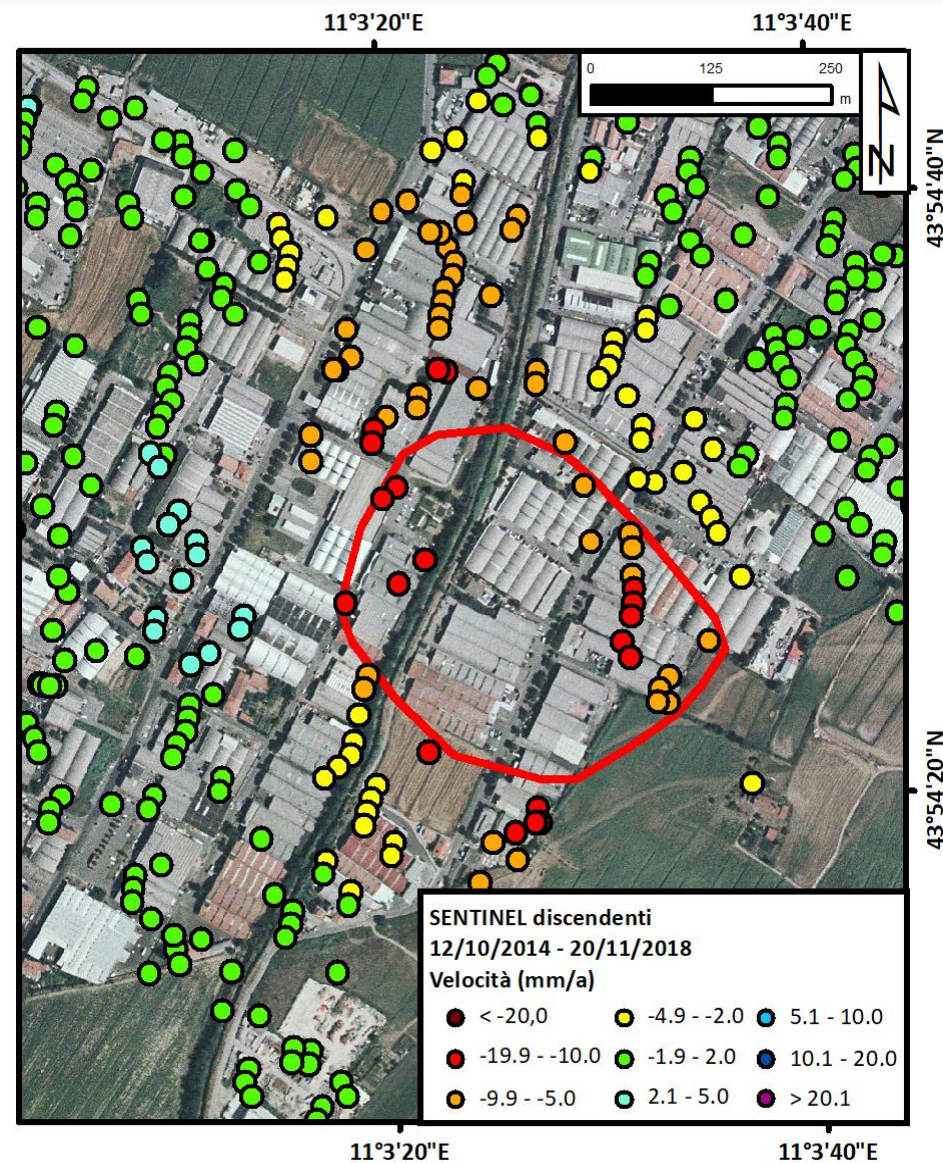 11°3'20"E
11°3'40"E
0 125 250
m
N
43°54'40"N
43°54'20"N
SENTINEL discendenti
12/10/2014 - 20/11/2018
Velocità (mm/a)
< -20,0
-4.9 - -2.0
5.1 - 10.0
-19.9 - -10.0
-1.9 - 2.0
10.1 - 20.0
-9.9 - -5.0
2.1 - 5.0
> 20.1
11°3'20"E
11°3'40"E